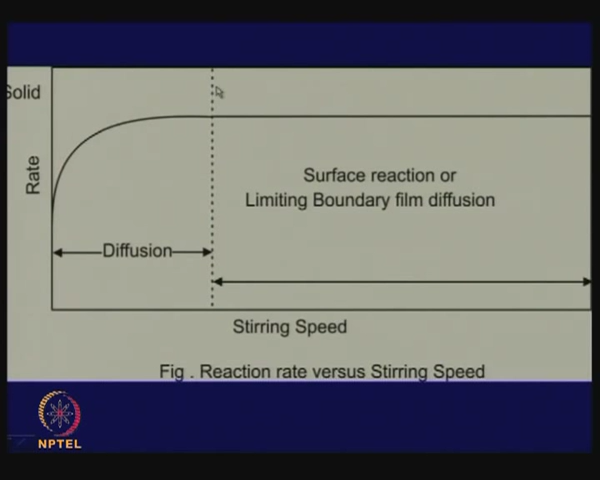 Solid
Rate
Surface reaction or
Limiting Boundary film diffusion
Diffusion
Stirring Speed
Fig . Reaction rate versus Stirring Speed
NPTEL